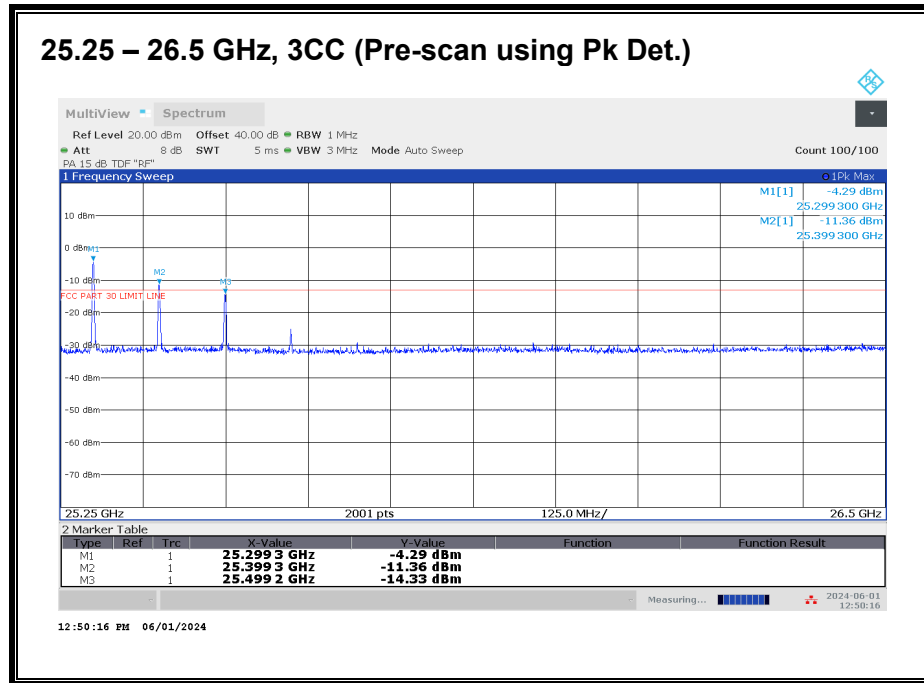 25.25 – 26.5 GHz, 3CC (Pre-scan using Pk Det.)
R S
MultiView Spectrum
Ref Level 20.00 dBm Offset 40.00 dB RBW 1 MHz
Att 8 dB SWT 5 ms VBW 3 MHz Mode Auto Sweep Count 100/100
PA 15 dB TDF "RF"
1 Frequency Sweep 1Pk Max
M1[1] -4.29 dBm
25.299300 GHz
10 dBm M2[1] -11.36 dBm
25.399300 GHz
0 dBm M1
M2
-10 dBm M3
FCC PART 30 LIMIT LINE
-20 dBm
-30 dBm
-40 dBm
-50 dBm
-60 dBm
-70 dBm
25.25 GHz 2001 pts 125.0 MHz/ 26.5 GHz
2 Marker Table
Type Ref Trc X-Value Y-Value Function Function Result
M1 1 25.299 3 GHz -4.29 dBm
M2 1 25.399 3 GHz -11.36 dBm
M3 1 25.499 2 GHz -14.33 dBm
Measuring... 2024-06-01
12:50:16
12:50:16 PM 06/01/2024